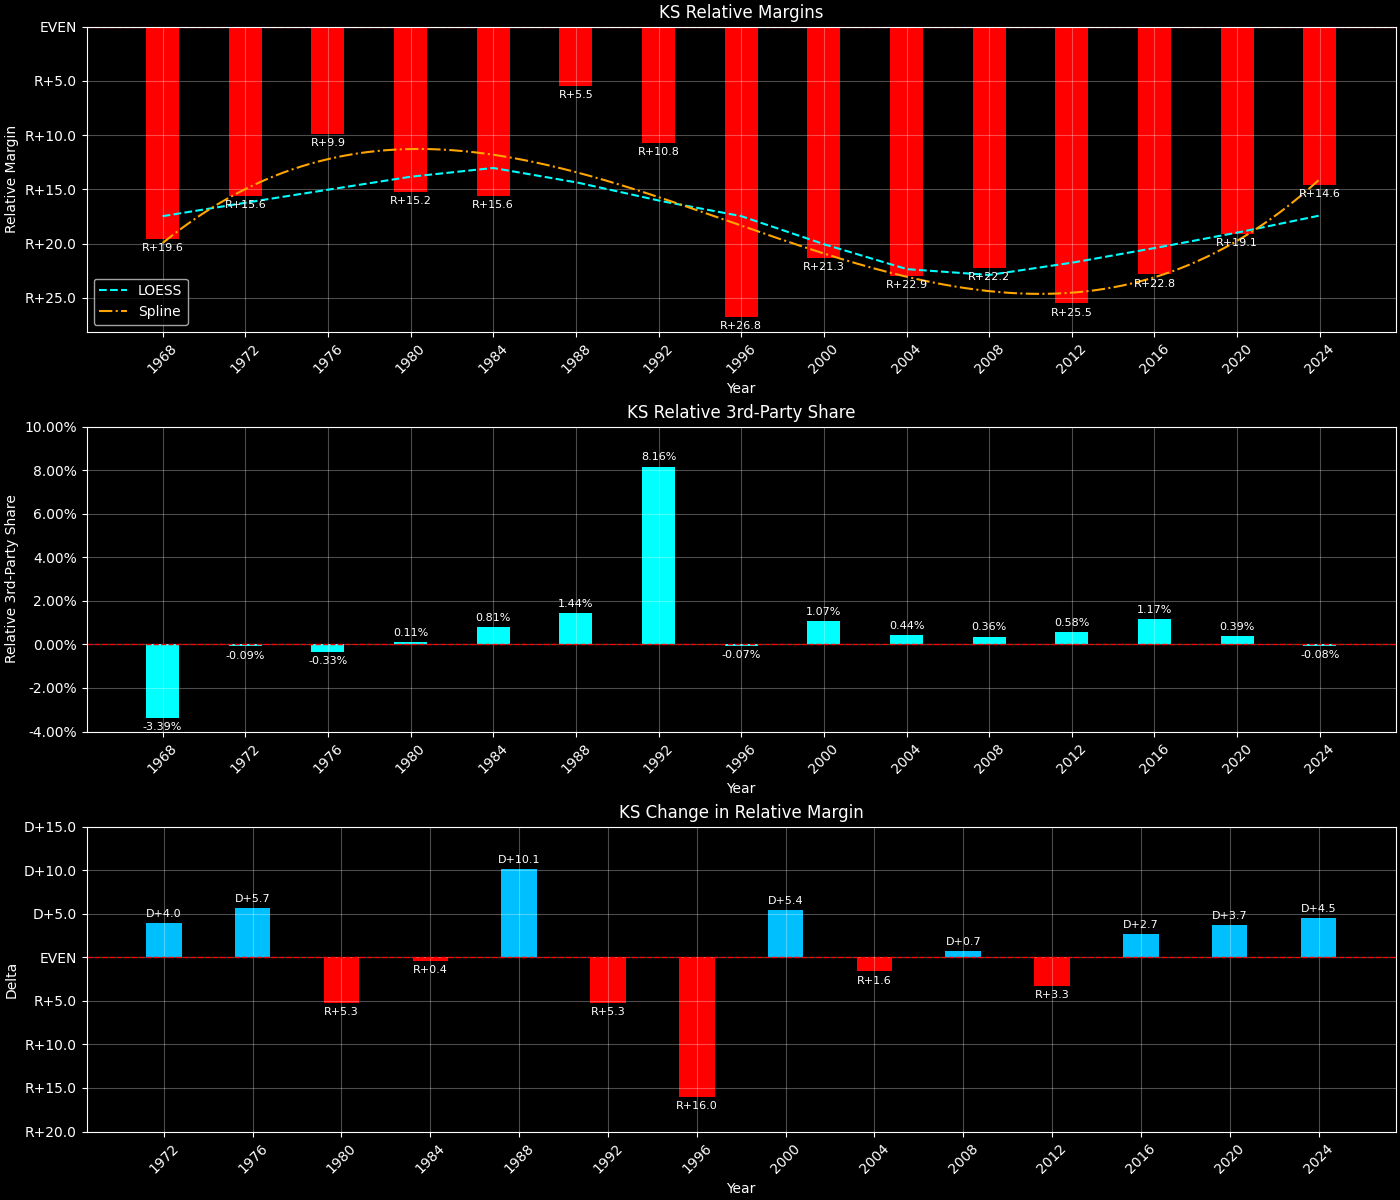 KS Relative Margins
EVEN
R+5.0
R+10.0
R+15.0
R+20.0
R+25.0
Relative Margin
R+19.6
R+15.6
R+9.9
R+15.2
R+15.6
R+5.5
R+10.8
R+26.8
R+21.3
R+22.9
R+22.2
R+25.5
R+22.8
R+19.1
R+14.6
LOESS
Spline
1968 1972 1976 1980 1984 1988 1992 1996 2000 2004 2008 2012 2016 2020 2024
Year
KS Relative 3rd-Party Share
10.00%
8.00%
6.00%
4.00%
2.00%
0.00%
-2.00%
-4.00%
Relative 3rd-Party Share
-3.39%
-0.09%
-0.33%
0.11%
0.81%
1.44%
8.16%
-0.07%
1.07%
0.44%
0.36%
0.58%
1.17%
0.39%
-0.08%
1968 1972 1976 1980 1984 1988 1992 1996 2000 2004 2008 2012 2016 2020 2024
Year
KS Change in Relative Margin
D+15.0
D+10.0
D+5.0
EVEN
R+5.0
R+10.0
R+15.0
R+20.0
Delta
D+4.0
D+5.7
R+5.3
R+0.4
D+10.1
R+5.3
R+16.0
D+5.4
R+1.6
D+0.7
R+3.3
D+2.7
D+3.7
D+4.5
1972 1976 1980 1984 1988 1992 1996 2000 2004 2008 2012 2016 2020 2024
Year